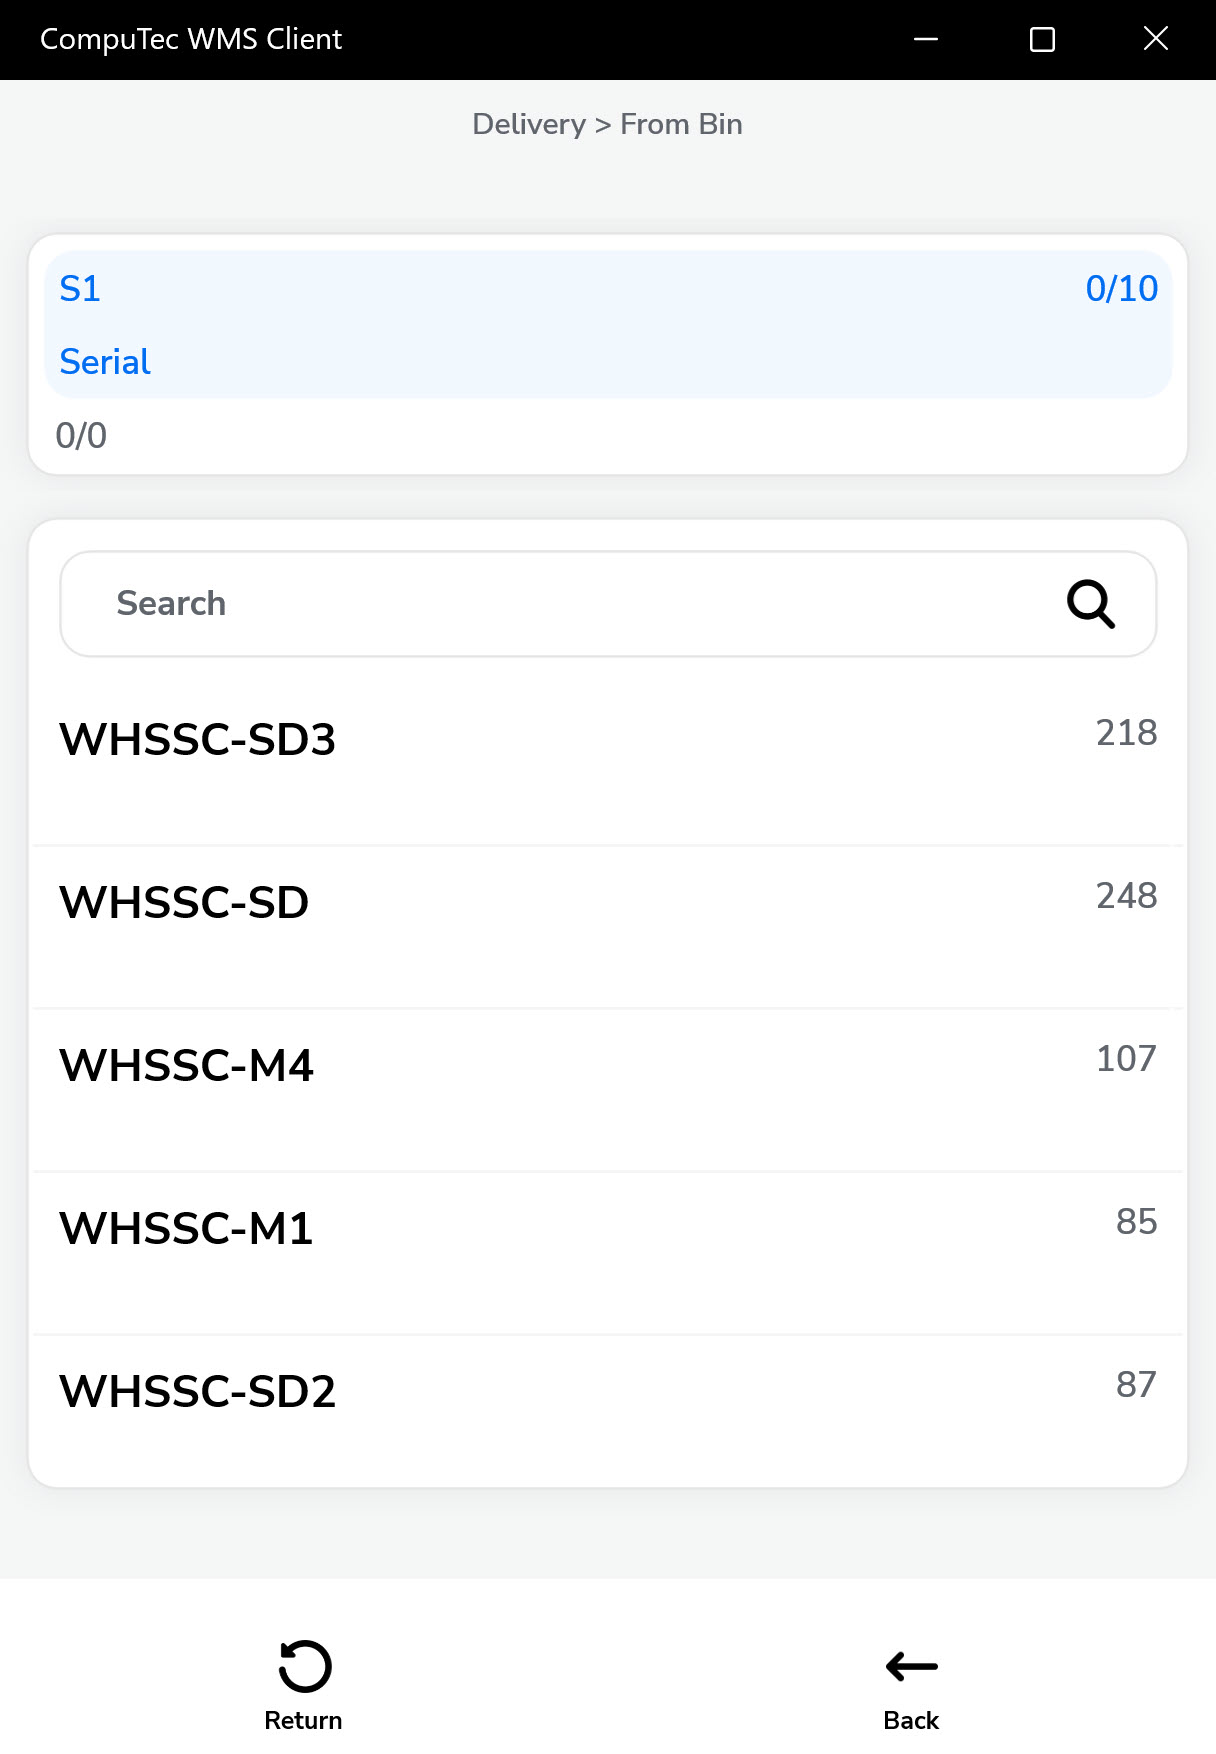 CompuTec WMS Client
Delivery > From Bin
S1 0/10
Serial
0/0
Search
WHSSC-SD3 218
WHSSC-SD 248
WHSSC-M4 107
WHSSC-M1 85
WHSSC-SD2 87
Return Back